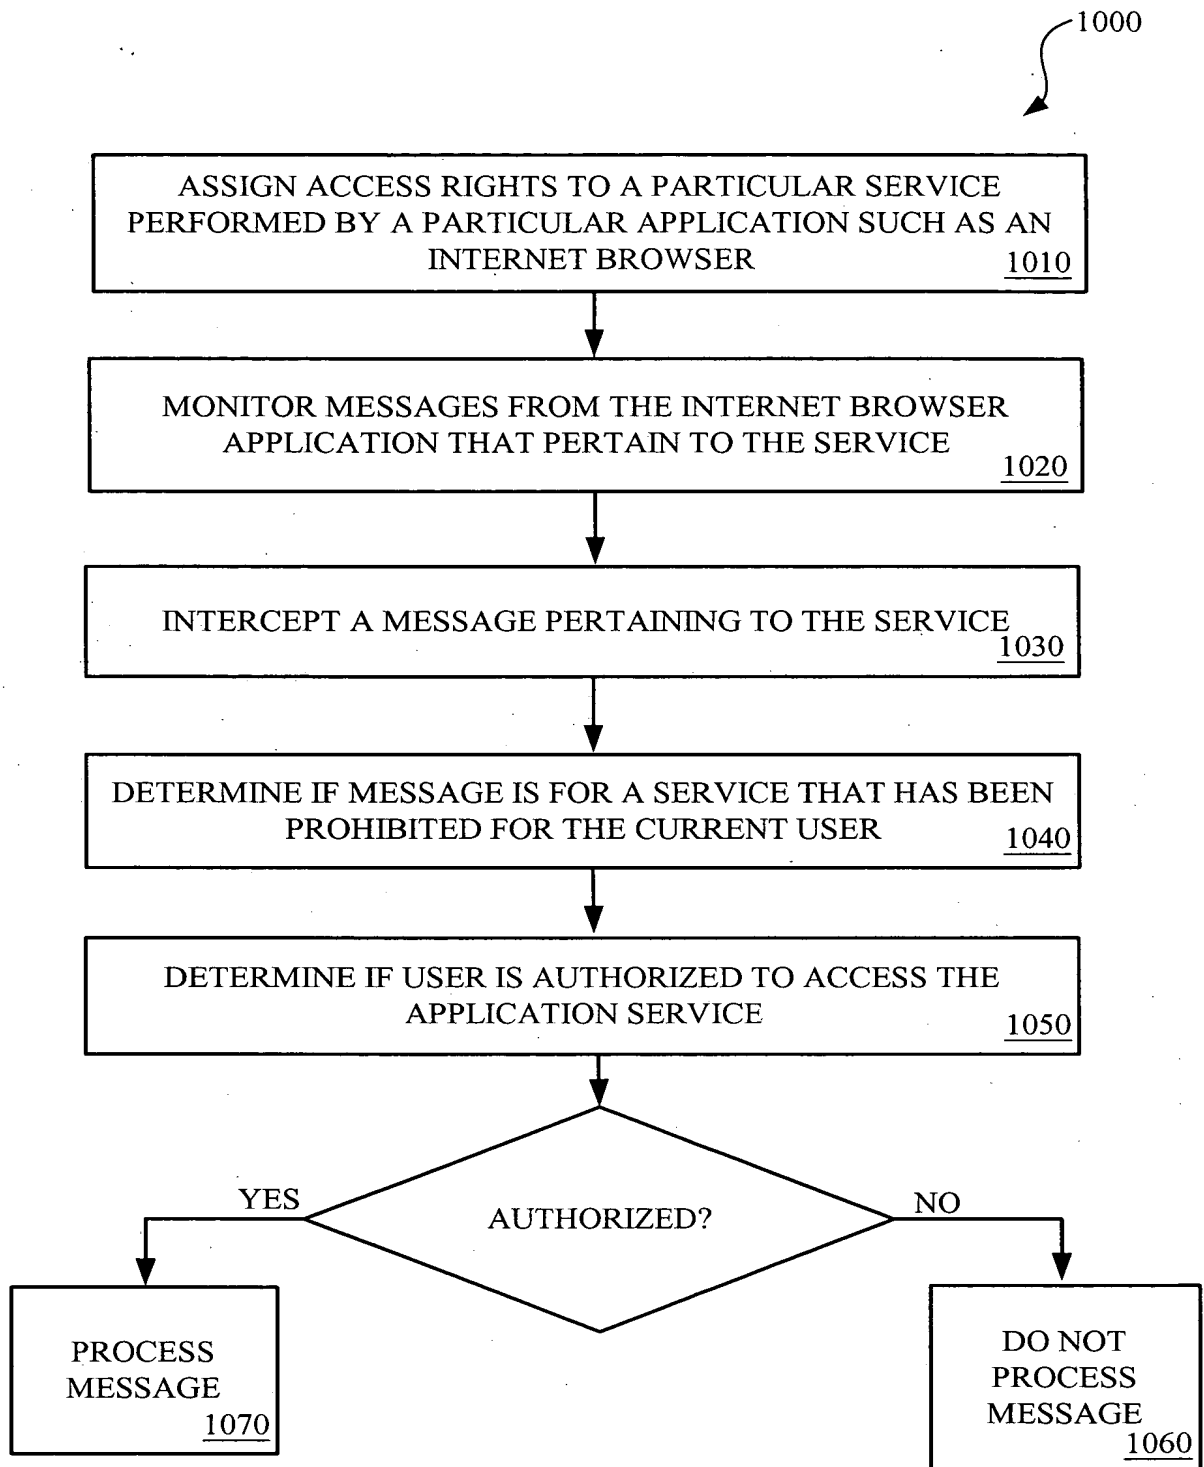 1000
ASSIGN ACCESS RIGHTS TO A PARTICULAR SERVICE
PERFORMED BY A PARTICULAR APPLICATION SUCH AS AN
INTERNET BROWSER
1010
MONITOR MESSAGES FROM THE INTERNET BROWSER
APPLICATION THAT PERTAIN TO THE SERVICE
1020
INTERCEPT A MESSAGE PERTAINING TO THE SERVICE
1030
DETERMINE IF MESSAGE IS FOR A SERVICE THAT HAS BEEN
PROHIBITED FOR THE CURRENT USER
1040
DETERMINE IF USER IS AUTHORIZED TO ACCESS THE
APPLICATION SERVICE
1050
YES
AUTHORIZED?
NO
PROCESS
MESSAGE
1070
DO NOT
PROCESS
MESSAGE
1060